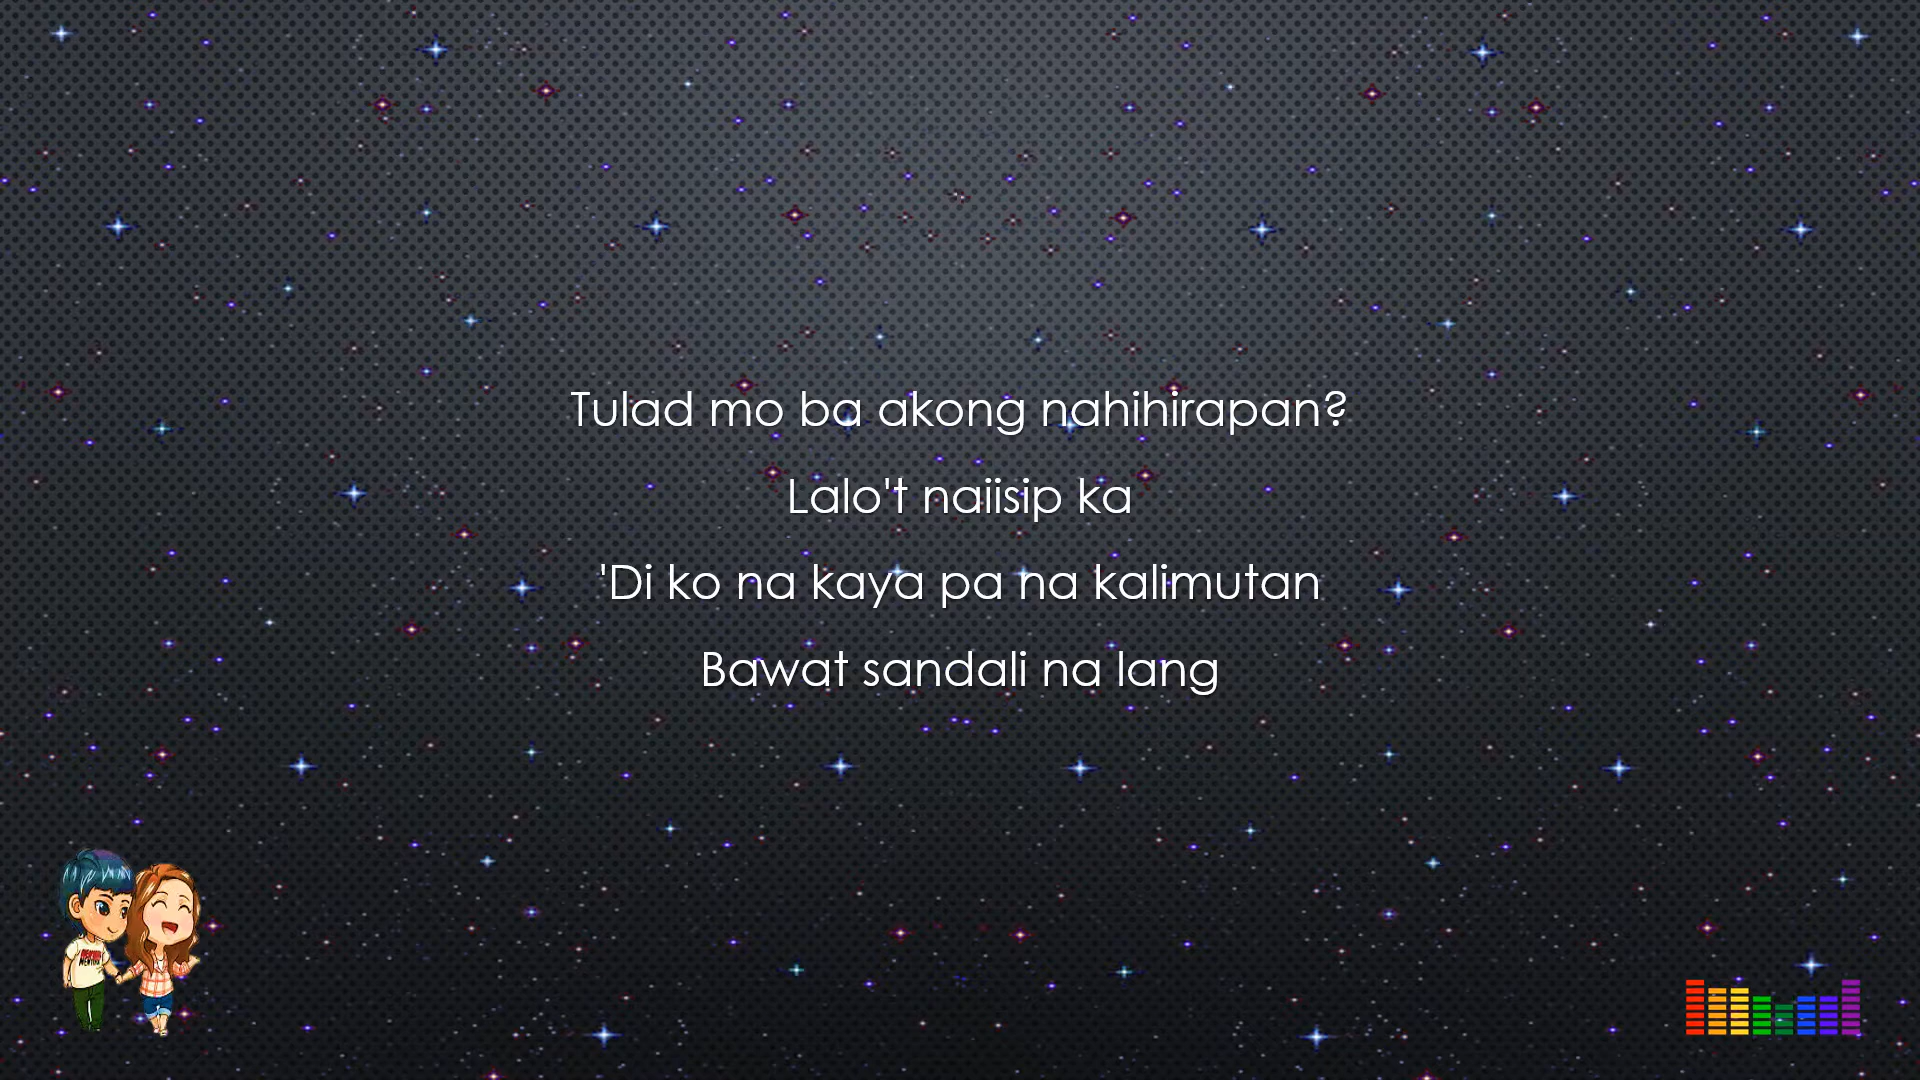 Tulad mo ba akong nahihirapan?
Lalo't naiisip ka
'Di ko na kaya pa na kalimutan
Bawat sandali na lang